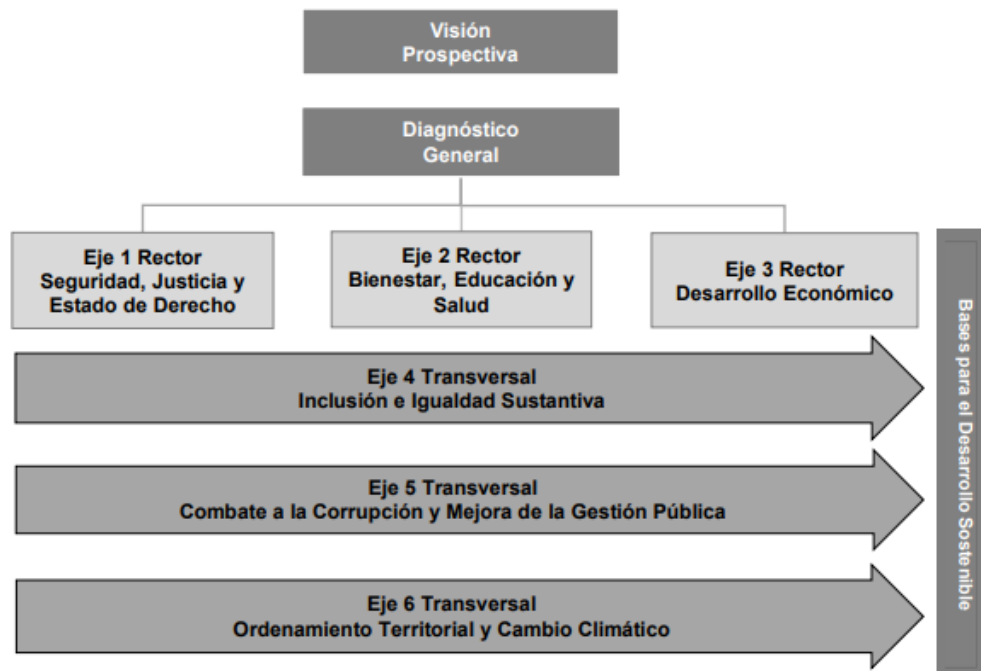 Visión
Prospectiva
Diagnóstico
General
Eje 1 Rector
Seguridad, Justicia y
Estado de Derecho
Eje 2 Rector
Bienestar, Educación y
Salud
Eje 3 Rector
Desarrollo Económico
Eje 4 Transversal
Inclusión e Igualdad Sustantiva
Eje 5 Transversal
Combate a la Corrupción y Mejora de la Gestión Pública
Eje 6 Transversal
Ordenamiento Territorial y Cambio Climático
Bases para el Desarrollo Sostenible